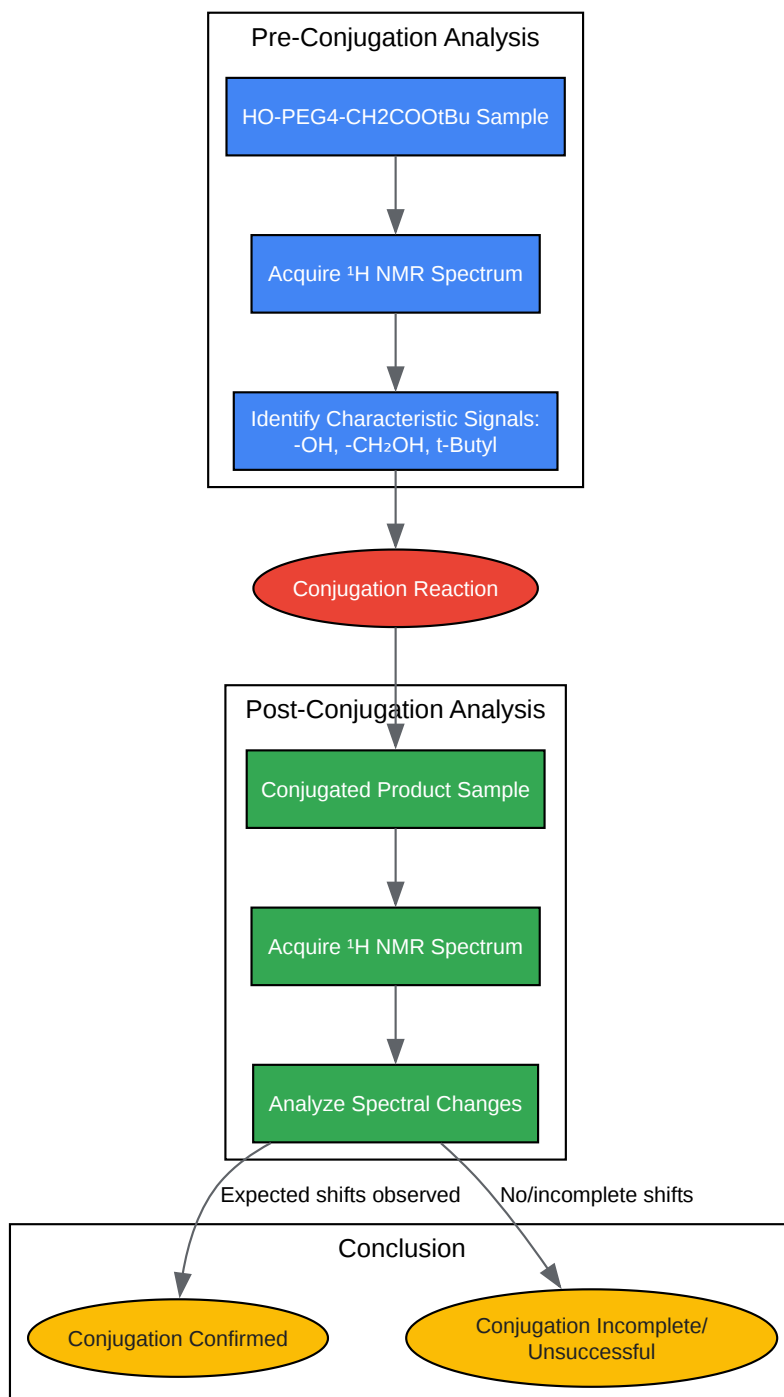 Pre-Conjugation Analysis
HO-PEG4-CH2COOtBu Sample
Acquire ¹H NMR Spectrum
Identify Characteristic Signals:
-OH, -CH₂OH, t-Butyl
Conjugation Reaction
Post-Conjugation Analysis
Conjugated Product Sample
Acquire ¹H NMR Spectrum
Analyze Spectral Changes
Expected shifts observed
No/incomplete shifts
Conclusion
Conjugation Confirmed
Conjugation Incomplete/
Unsuccessful